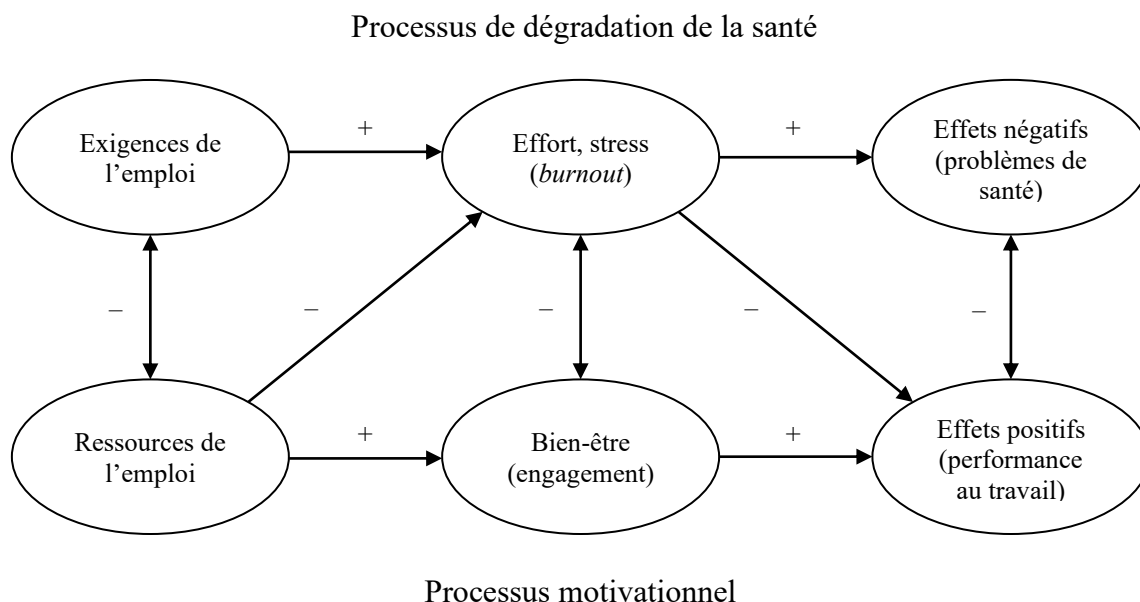 Processus de dégradation de la santé
Exigences de
l’emploi
+
Effort, stress
(burnout)
+
Effets négatifs
(problèmes de
santé)
–
–
–
–
–
Ressources de
l’emploi
+
Bien-être
(engagement)
+
Effets positifs
(performance
au travail)
Processus motivationnel